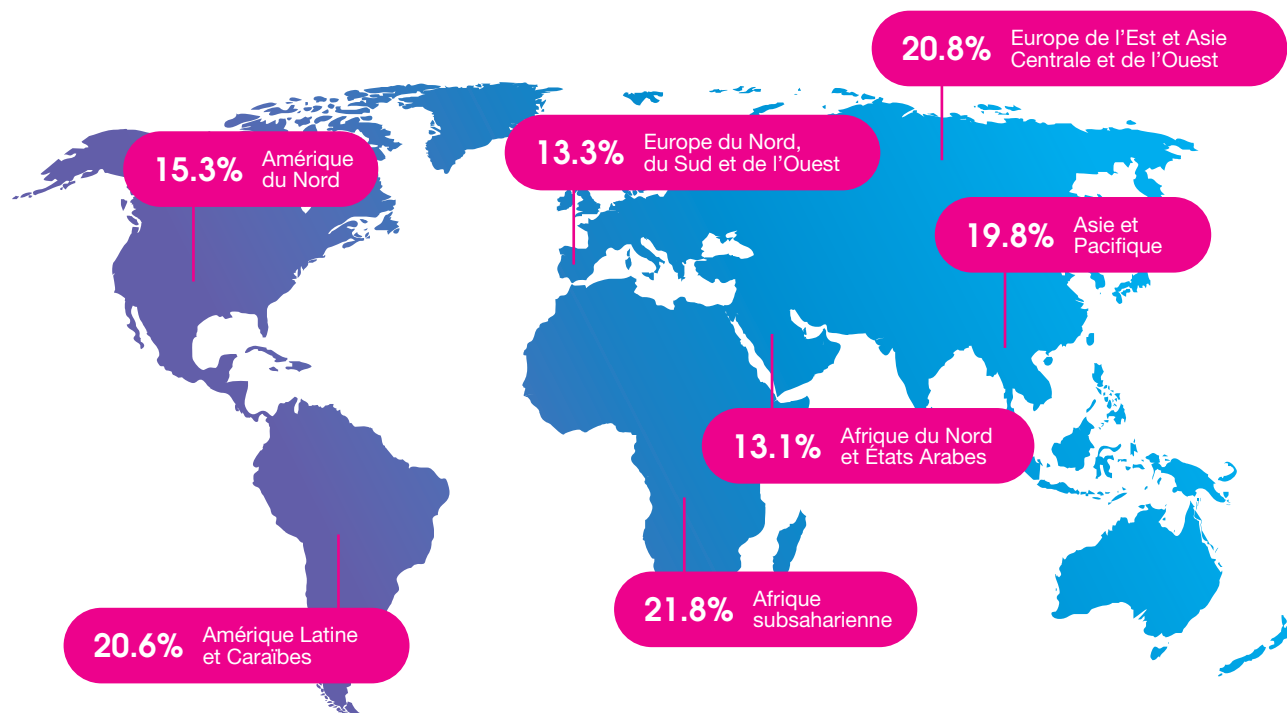 20.8%
Europe de l’Est et Asie
Centrale et de l’Ouest
15.3%
Amérique
du Nord
13.3%
Europe du Nord,
du Sud et de l’Ouest
19.8%
Asie et
Pacifique
13.1%
Afrique du Nord
et États Arabes
21.8%
Afrique
subsaharienne
20.6%
Amérique Latine
et Caraïbes